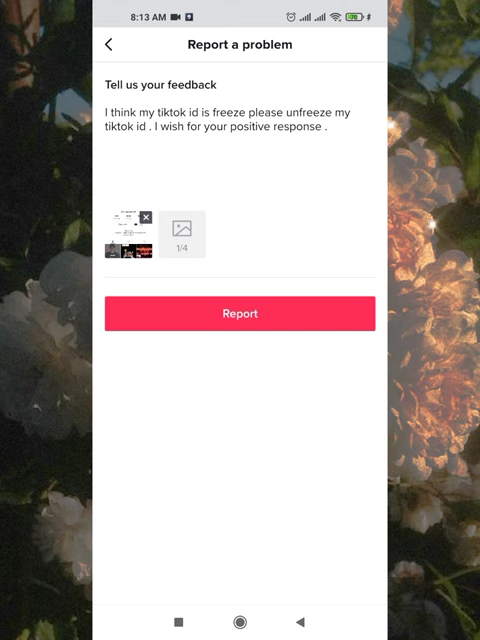 8:13 AM
70
Report a problem
Tell us your feedback
I think my tiktok id is freeze please unfreeze my
tiktok id . I wish for your positive response .
1/4
Report